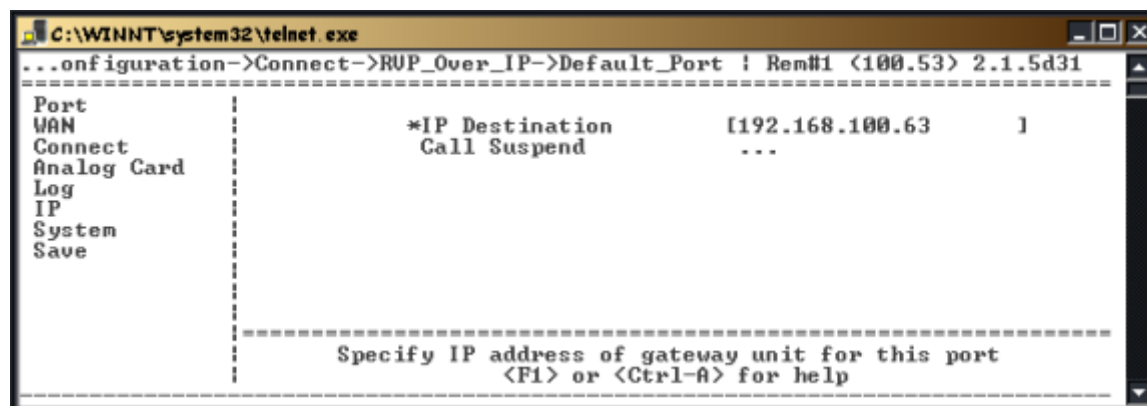 C:\WINNT\system32\telnet.exe
...onfiguration->Connect->RVP_Over_IP->Default_Port | Rem#1 (100.53) 2.1.5d31
Port
WAN
Connect
Analog Card
Log
IP
System
Save
*IP Destination [192.168.100.63 ]
Call Suspend ...
Specify IP address of gateway unit for this port
<F1> or <Ctrl-A> for help